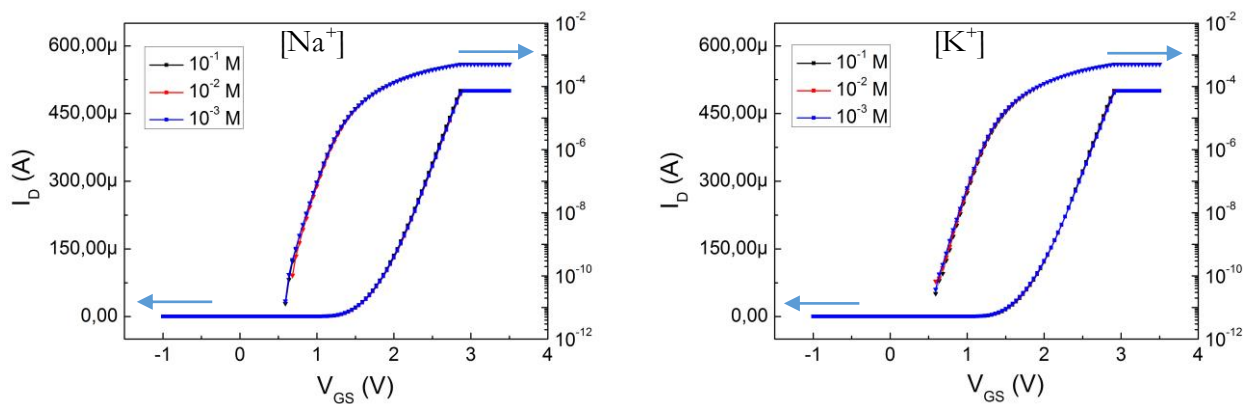 [Na⁺]
10⁻¹ M
10⁻² M
10⁻³ M
600,00µ
450,00µ
300,00µ
150,00µ
0,00
I_D (A)
10⁻²
10⁻⁴
10⁻⁶
10⁻⁸
10⁻¹⁰
10⁻¹²
-1 0 1 2 3 4
V_GS (V)
[K⁺]
10⁻¹ M
10⁻² M
10⁻³ M
600,00µ
450,00µ
300,00µ
150,00µ
0,00
I_D (A)
10⁻²
10⁻⁴
10⁻⁶
10⁻⁸
10⁻¹⁰
10⁻¹²
-1 0 1 2 3 4
V_GS (V)